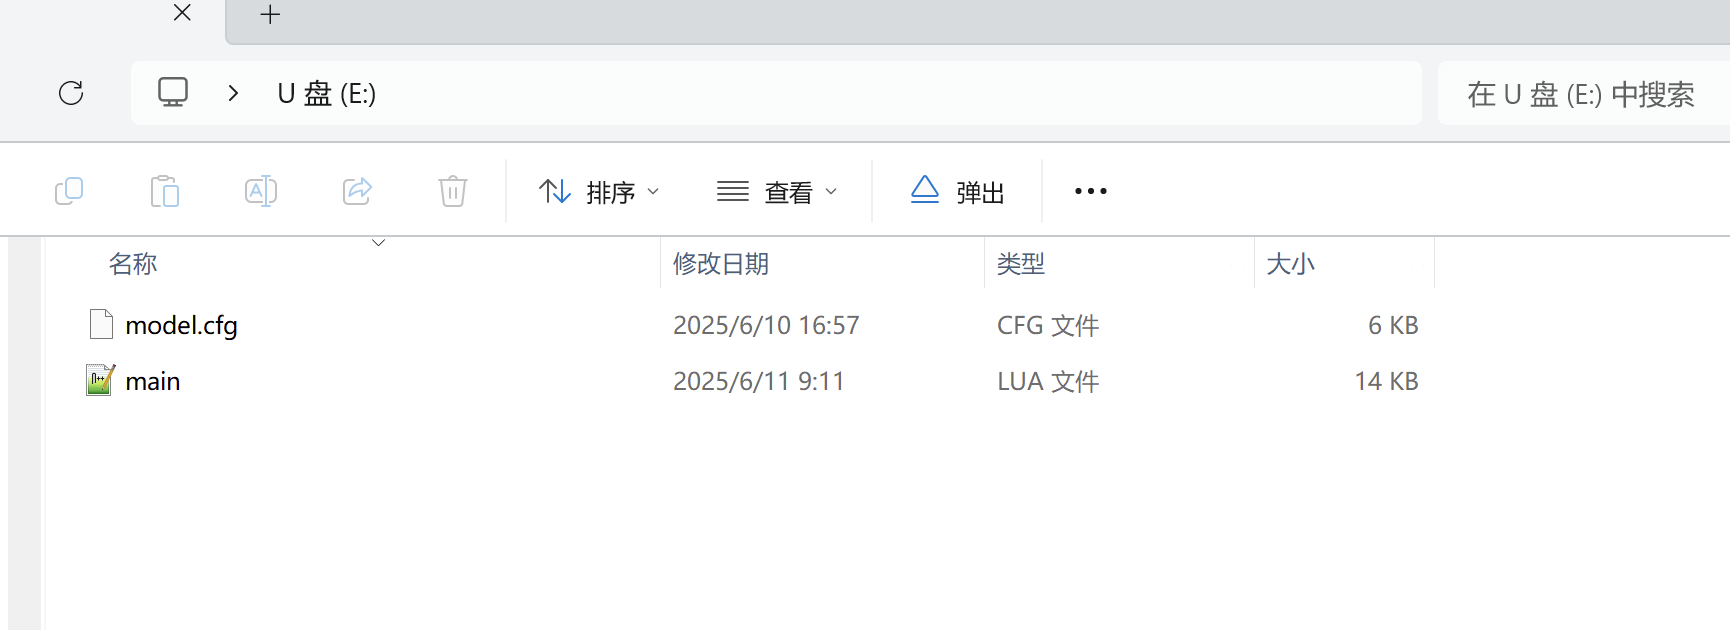 U 盘 (E:)
在 U 盘 (E:) 中搜索
排序
查看
弹出
名称 修改日期 类型 大小
model.cfg 2025/6/10 16:57 CFG 文件 6 KB
main 2025/6/11 9:11 LUA 文件 14 KB